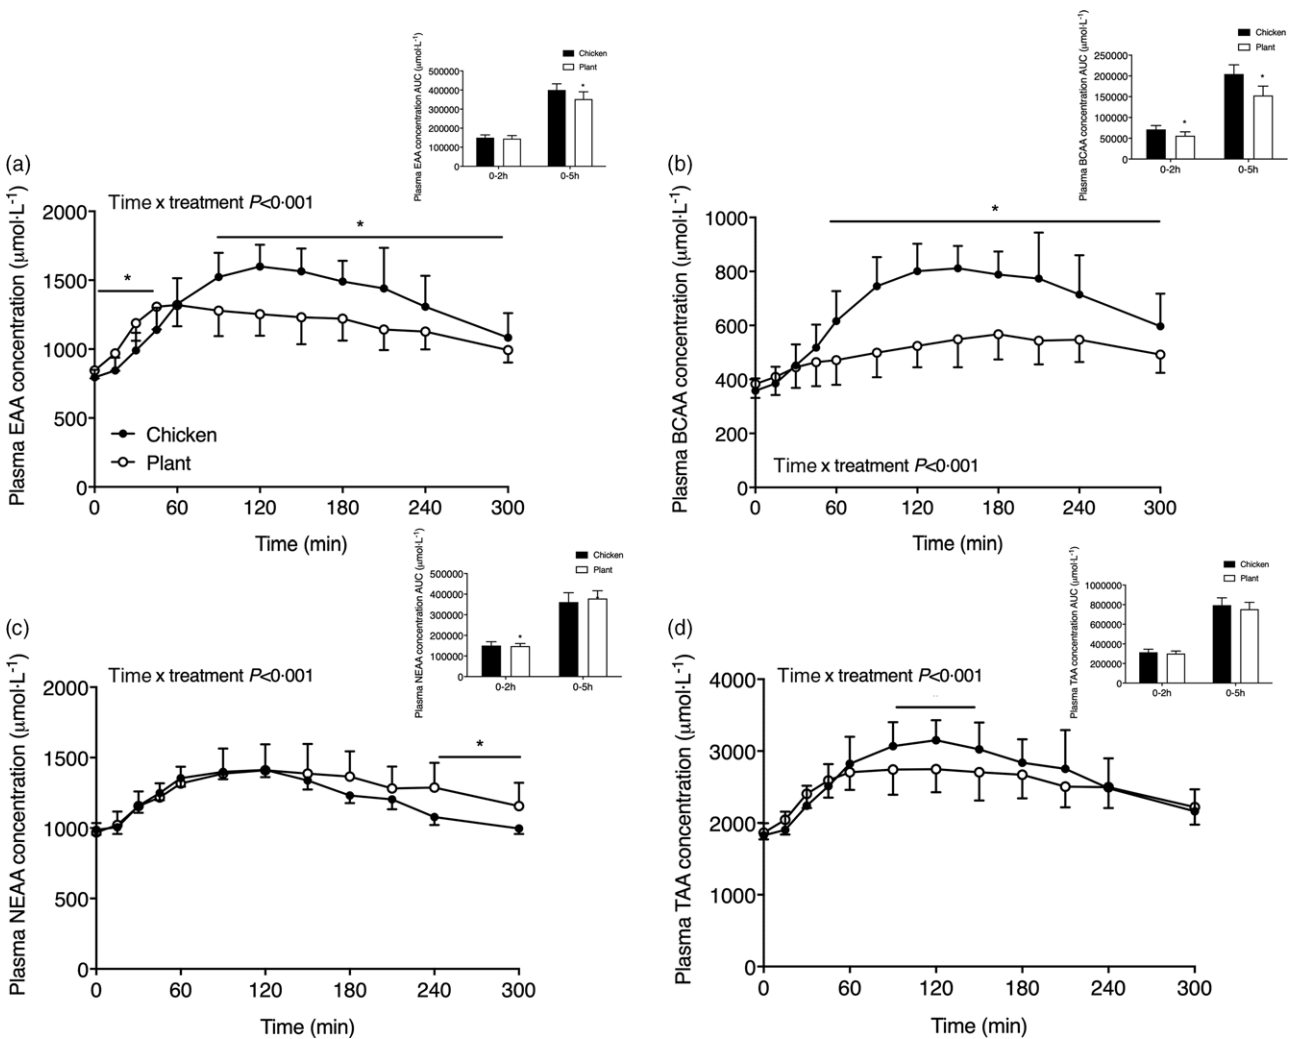 Plasma EAA concentration AUC (μmol·L⁻¹)
Chicken
Plant
500000
400000
300000
200000
100000
0
*
0-2h
0-5h
(a)
Time x treatment P<0·001
Plasma EAA concentration (μmol·L⁻¹)
2000
1500
1000
500
0
*
*
Chicken
Plant
0
60
120
180
240
300
Time (min)
Plasma BCAA concentration AUC (μmol·L⁻¹)
Chicken
Plant
250000
200000
150000
100000
50000
0
*
*
0-2h
0-5h
(b)
Plasma BCAA concentration (μmol·L⁻¹)
1000
800
600
400
200
0
*
Time x treatment P<0·001
0
60
120
180
240
300
Time (min)
Plasma NEAA concentration AUC (μmol·L⁻¹)
Chicken
Plant
500000
400000
300000
200000
100000
0
*
*
0-2h
0-5h
(c)
Time x treatment P<0·001
Plasma NEAA concentration (μmol·L⁻¹)
2000
1500
1000
500
0
*
0
60
120
180
240
300
Time (min)
Plasma TAA concentration AUC (μmol·L⁻¹)
Chicken
Plant
1000000
800000
600000
400000
200000
0
0-2h
0-5h
(d)
Time x treatment P<0·001
Plasma TAA concentration (μmol·L⁻¹)
4000
3000
2000
1000
0
0
60
120
180
240
300
Time (min)